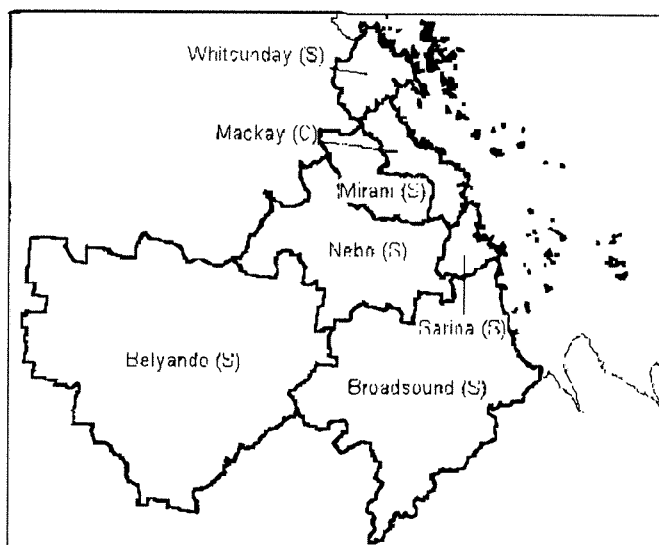 Whitsunday (S)
Mackay (C)
Mirani (S)
Nebo (S)
Sarina (S)
Belyando (S)
Broadsound (S)